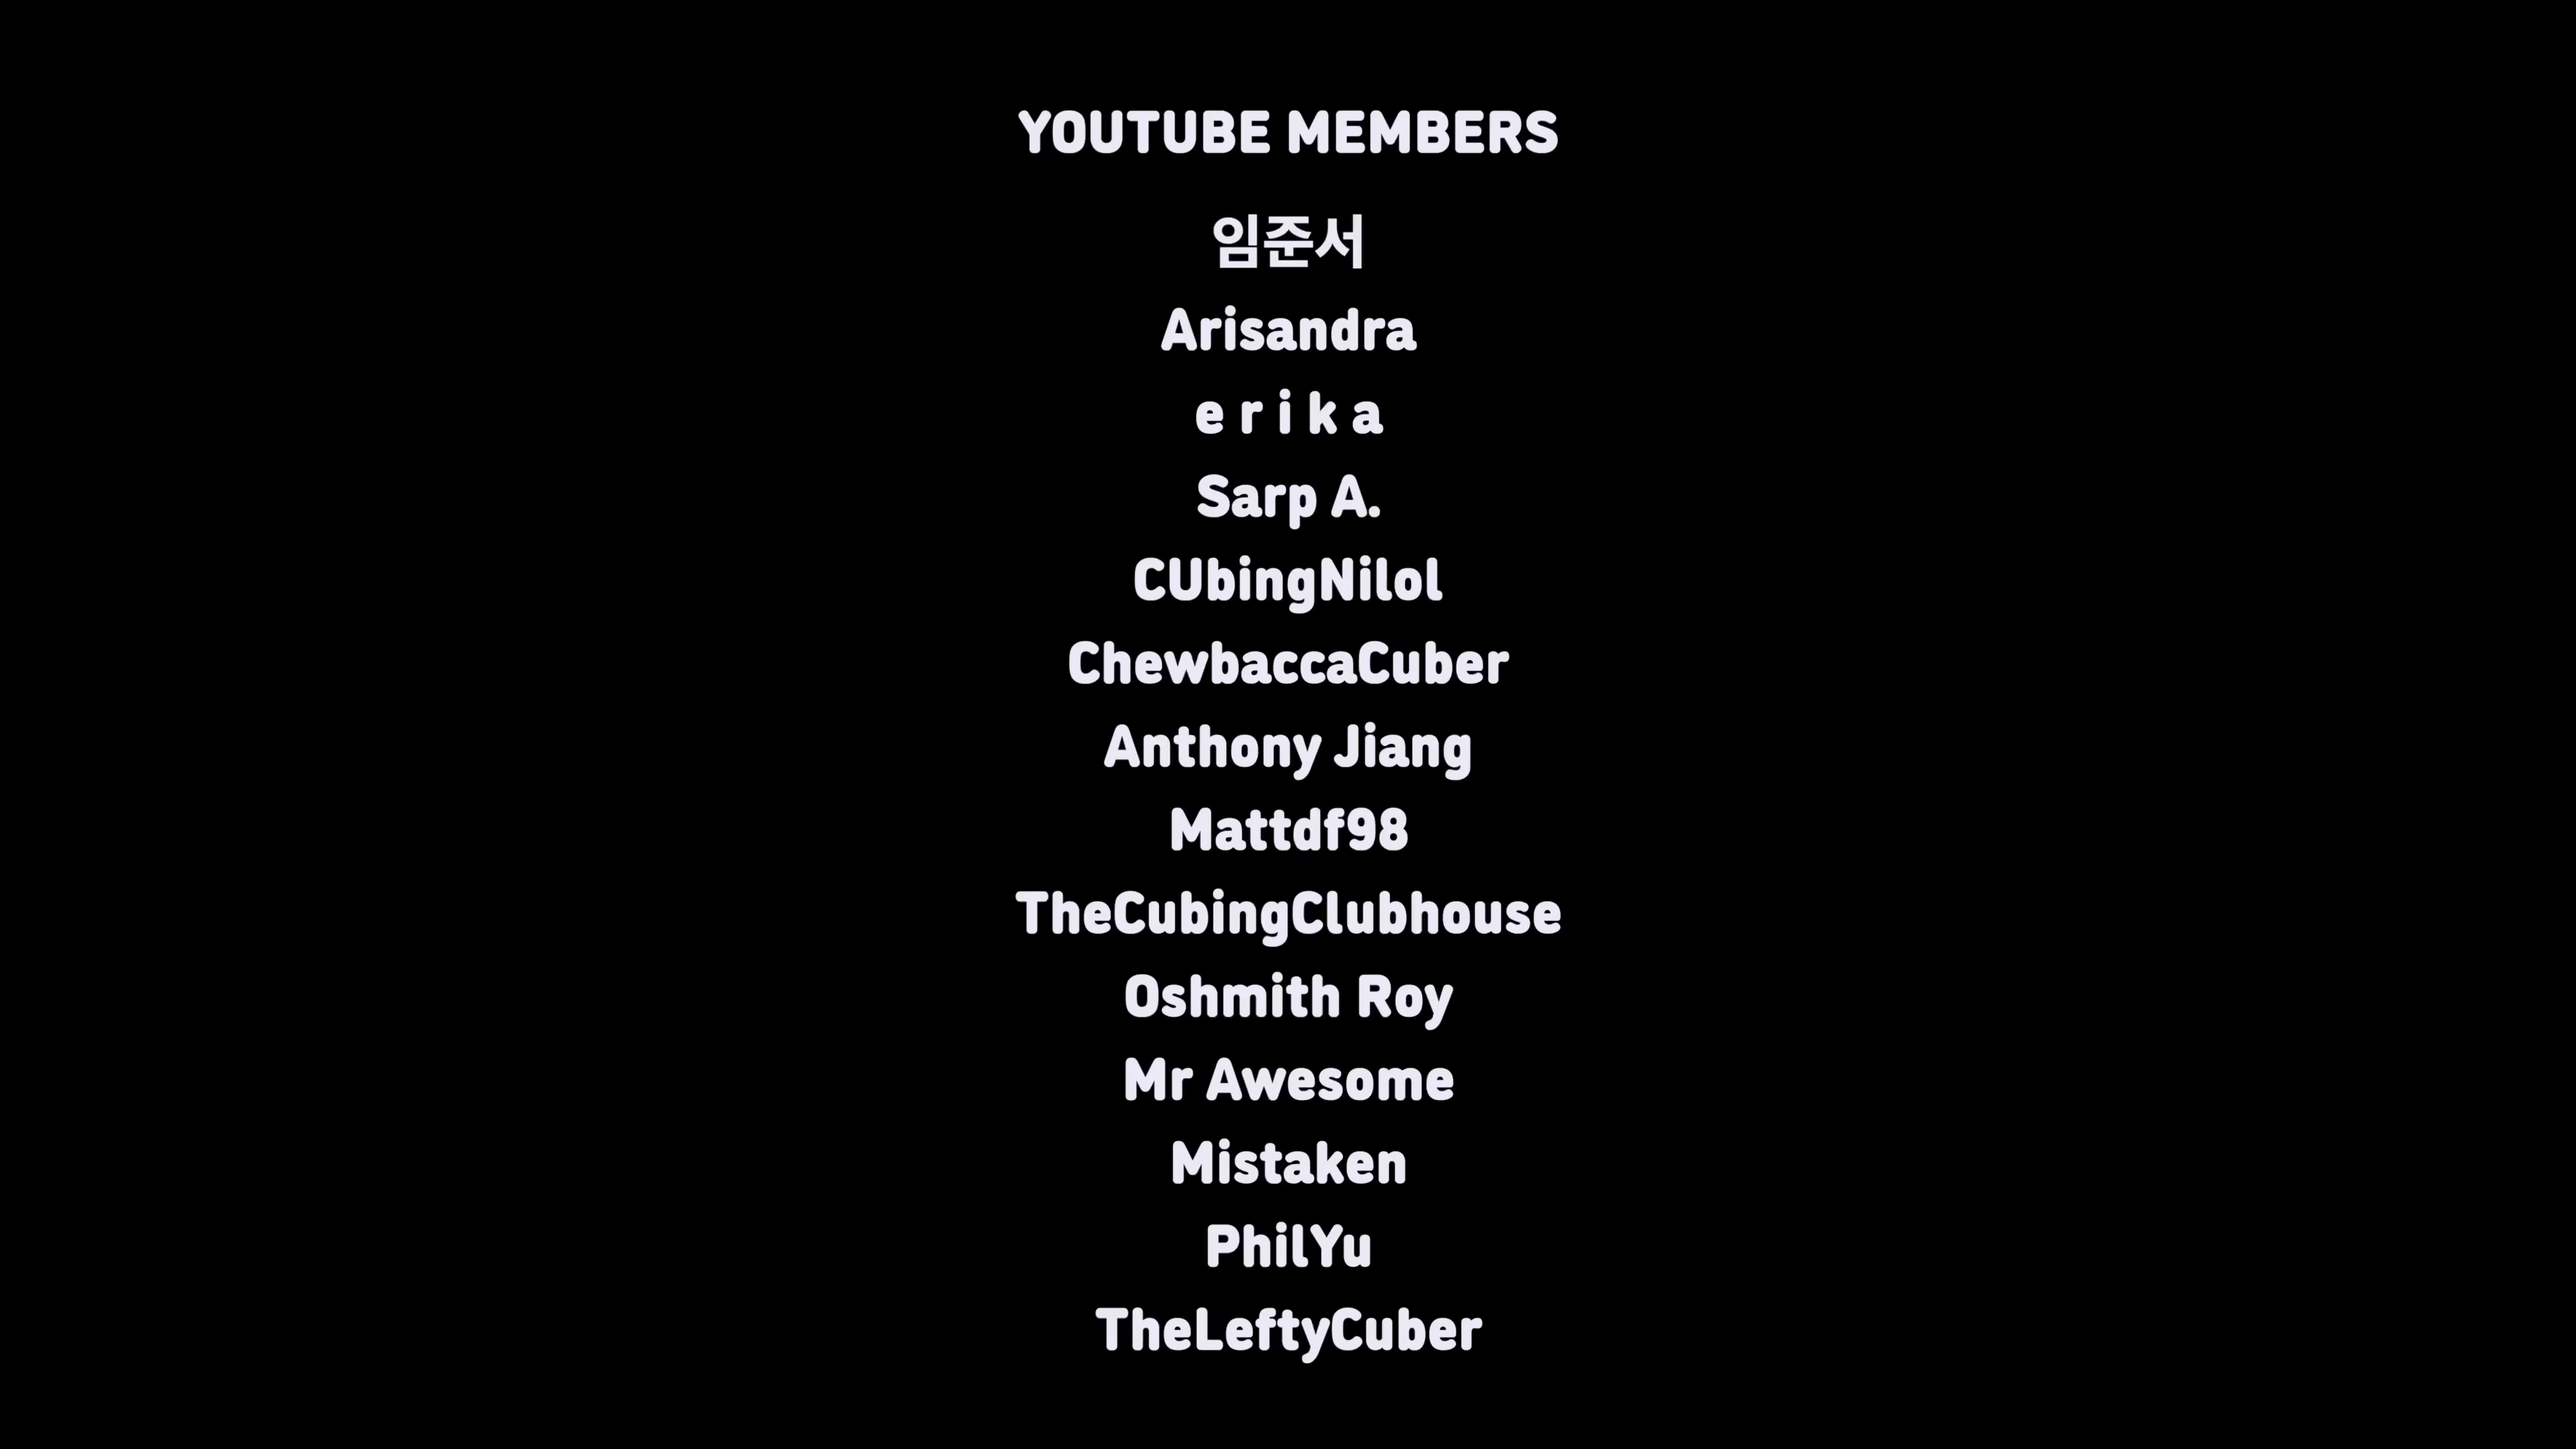 YOUTUBE MEMBERS
임준서
Arisandra
e r i k a
Sarp A.
CUbingNilol
ChewbaccaCuber
Anthony Jiang
Mattdf98
TheCubingClubhouse
Oshmith Roy
Mr Awesome
Mistaken
PhilYu
TheLeftyCuber